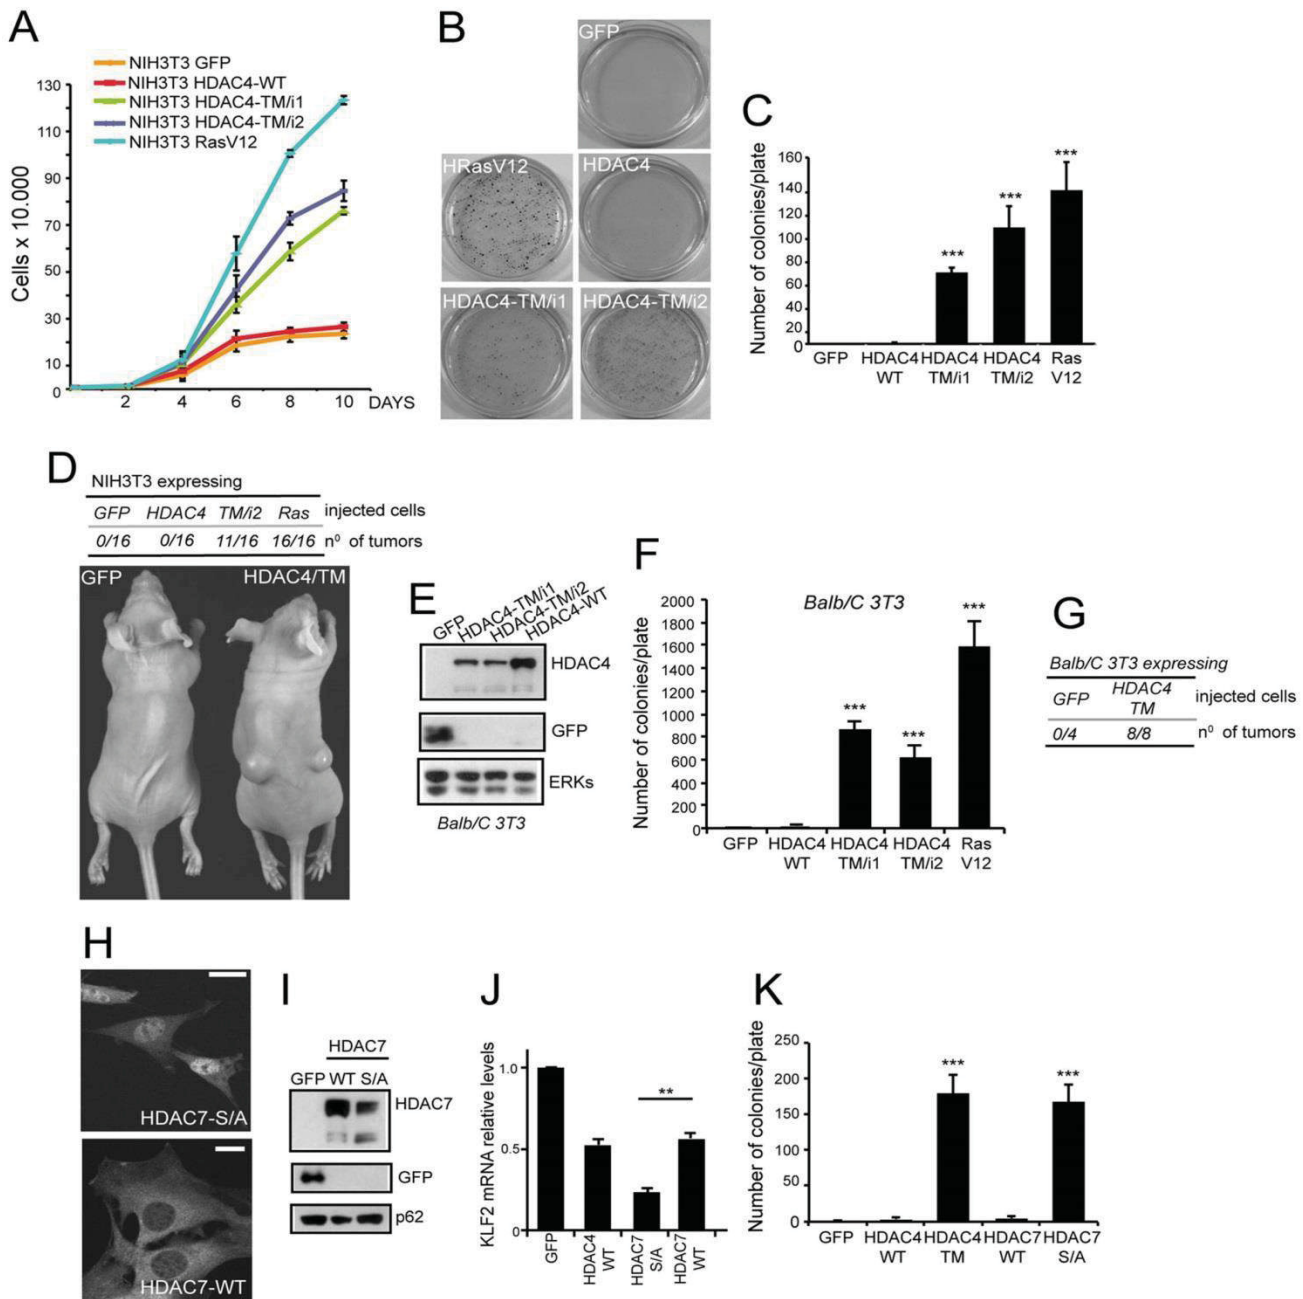 A
NIH3T3 GFP
NIH3T3 HDAC4-WT
NIH3T3 HDAC4-TM/i1
NIH3T3 HDAC4-TM/i2
NIH3T3 RasV12
Cells x 10.000
130
110
90
70
50
30
10
0
2 4 6 8 10 DAYS
B
GFP
HRasV12
HDAC4
HDAC4-TM/i1
HDAC4-TM/i2
C
Number of colonies/plate
160
140
120
100
80
60
40
20
0
*** *** ***
GFP HDAC4 HDAC4 HDAC4 Ras
WT TM/i1 TM/i2 V12
D
NIH3T3 expressing
GFP HDAC4 TM/i2 Ras injected cells
0/16 0/16 11/16 16/16 nº of tumors
GFP HDAC4/TM
E
GFP
HDAC4-TM/i1
HDAC4-TM/i2
HDAC4-WT
HDAC4
GFP
ERKs
Balb/C 3T3
F
Balb/C 3T3
Number of colonies/plate
2000
1800
1600
1400
1200
1000
800
600
400
200
0
*** *** ***
GFP HDAC4 HDAC4 HDAC4 Ras
WT TM/i1 TM/i2 V12
G
Balb/C 3T3 expressing
GFP HDAC4 TM injected cells
0/4 8/8 nº of tumors
H
HDAC7-S/A
HDAC7-WT
I
HDAC7
GFP WT S/A
HDAC7
GFP
p62
J
KLF2 mRNA relative levels
1.0
0.5
0
**
GFP
HDAC4 WT
HDAC7 S/A
HDAC7 WT
K
Number of colonies/plate
250
200
150
100
50
0
*** ***
GFP HDAC4 HDAC4 HDAC7 HDAC7
WT TM WT S/A